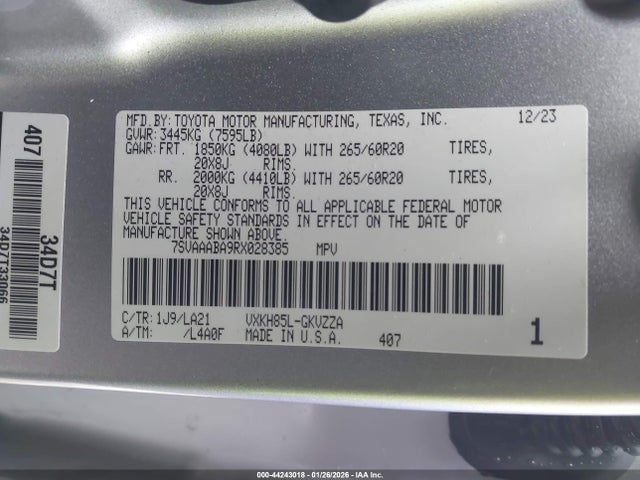 MFD.BY:TOYOTA MOTOR MANUFACTURING, TEXAS, INC. 12/23
GVWR:3445KG (7595LB)
GAWR:FRT. 1850KG (4080LB) WITH 265/60R20 TIRES,
20X8J RIMS
RR. 2000KG (4410LB) WITH 265/60R20 TIRES,
20X8J RIMS
THIS VEHICLE CONFORMS TO ALL APPLICABLE FEDERAL MOTOR
VEHICLE SAFETY STANDARDS IN EFFECT ON THE DATE OF
MANUFACTURE SHOWN ABOVE.
7SVAAABA9RX028385 MPV
C/TR:1J9/LA21 VXKH85L-GKVZZA
A/TM: /L4A0F MADE IN U.S.A. 407 1
407
34D7T
34D7T33066
000-44243018 - 01/26/2026 - IAA Inc.